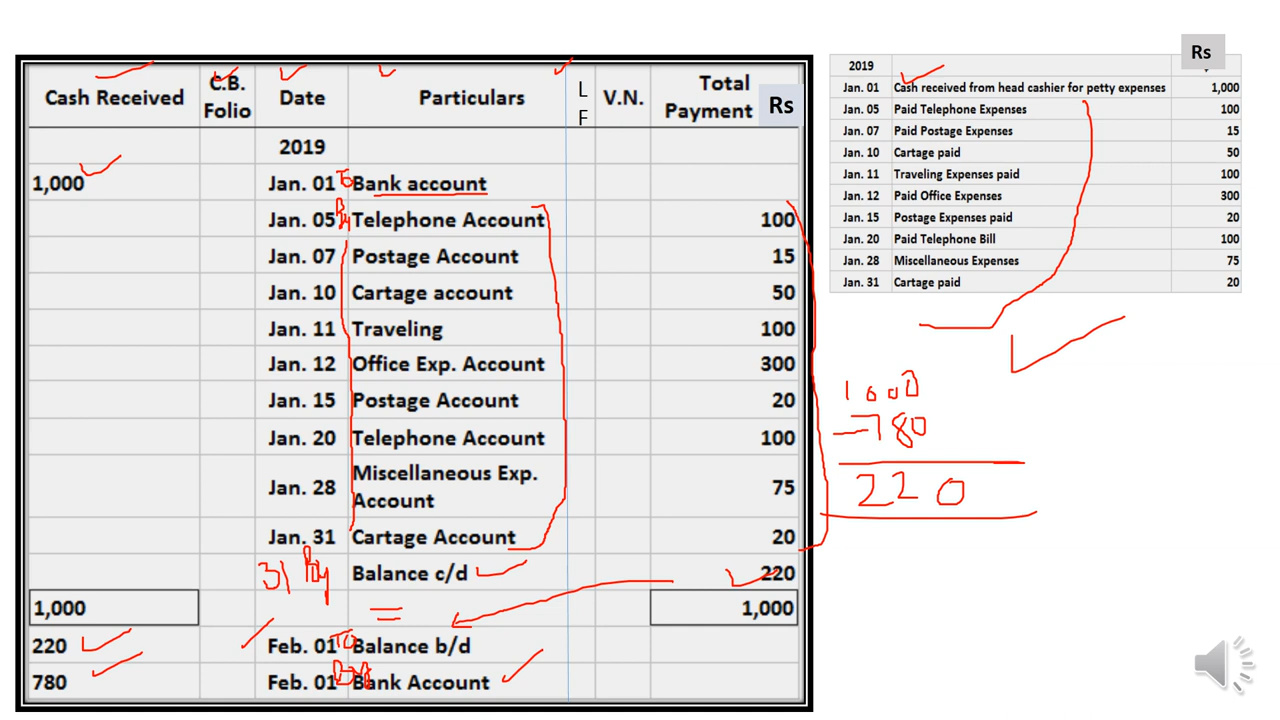 Cash Received C.B. Folio Date Particulars L F V.N. Total Payment Rs
2019
1,000 Jan. 01 To Bank account
Jan. 05 By Telephone Account 100
Jan. 07 Postage Account 15
Jan. 10 Cartage account 50
Jan. 11 Traveling 100
Jan. 12 Office Exp. Account 300
Jan. 15 Postage Account 20
Jan. 20 Telephone Account 100
Jan. 28 Miscellaneous Exp. Account 75
Jan. 31 Cartage Account 20
31 By Balance c/d 220
1,000 = 1,000
220 Feb. 01 To Balance b/d
780 Feb. 01 Bank Account
Rs
2019
Jan. 01 Cash received from head cashier for petty expenses 1,000
Jan. 05 Paid Telephone Expenses 100
Jan. 07 Paid Postage Expenses 15
Jan. 10 Cartage paid 50
Jan. 11 Traveling Expenses paid 100
Jan. 12 Paid Office Expenses 300
Jan. 15 Postage Expenses paid 20
Jan. 20 Paid Telephone Bill 100
Jan. 28 Miscellaneous Expenses 75
Jan. 31 Cartage paid 20
1000
-780
220